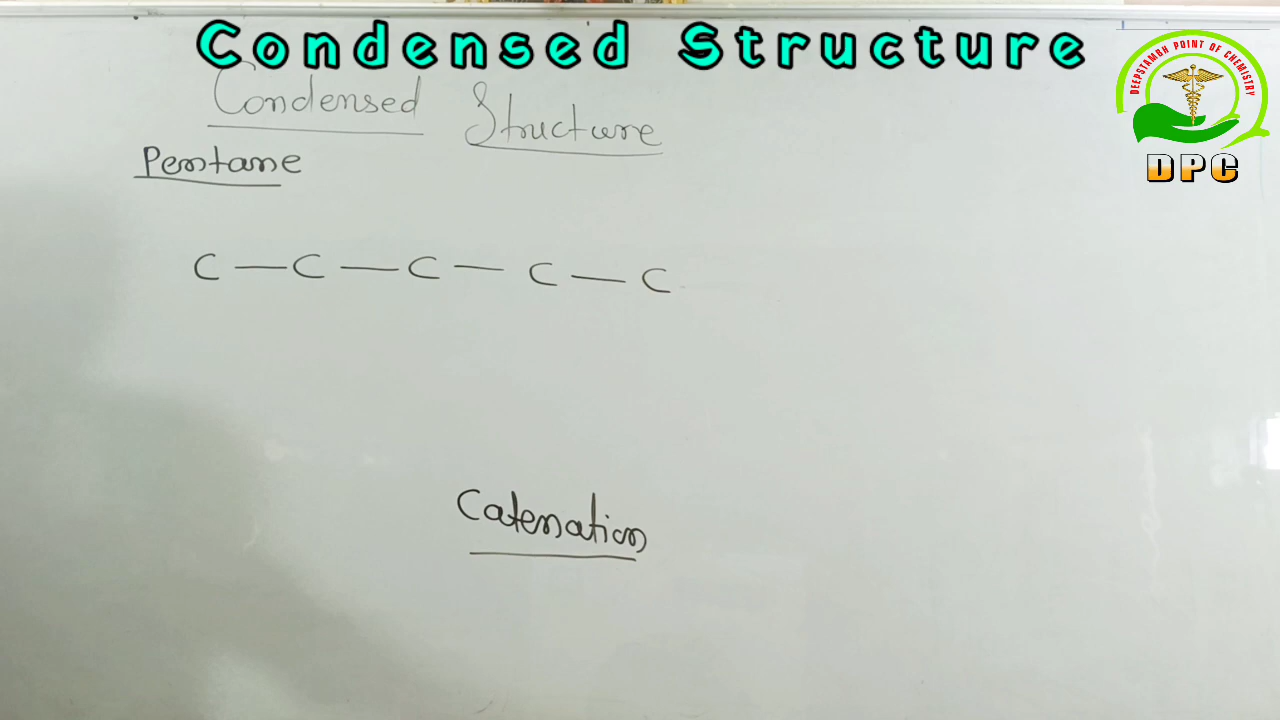 Condensed Structure
DEEPSTAMBH POINT OF CHEMISTRY
DPC
Condensed Structure
Pentane
C — C — C — C — C
Catenation